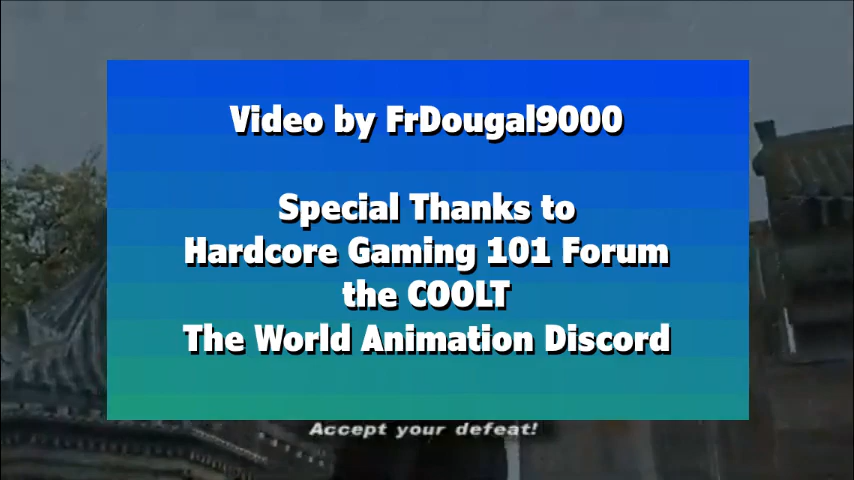 Video by FrDougal9000
Special Thanks to
Hardcore Gaming 101 Forum
the COOLT
The World Animation Discord
Accept your defeat!